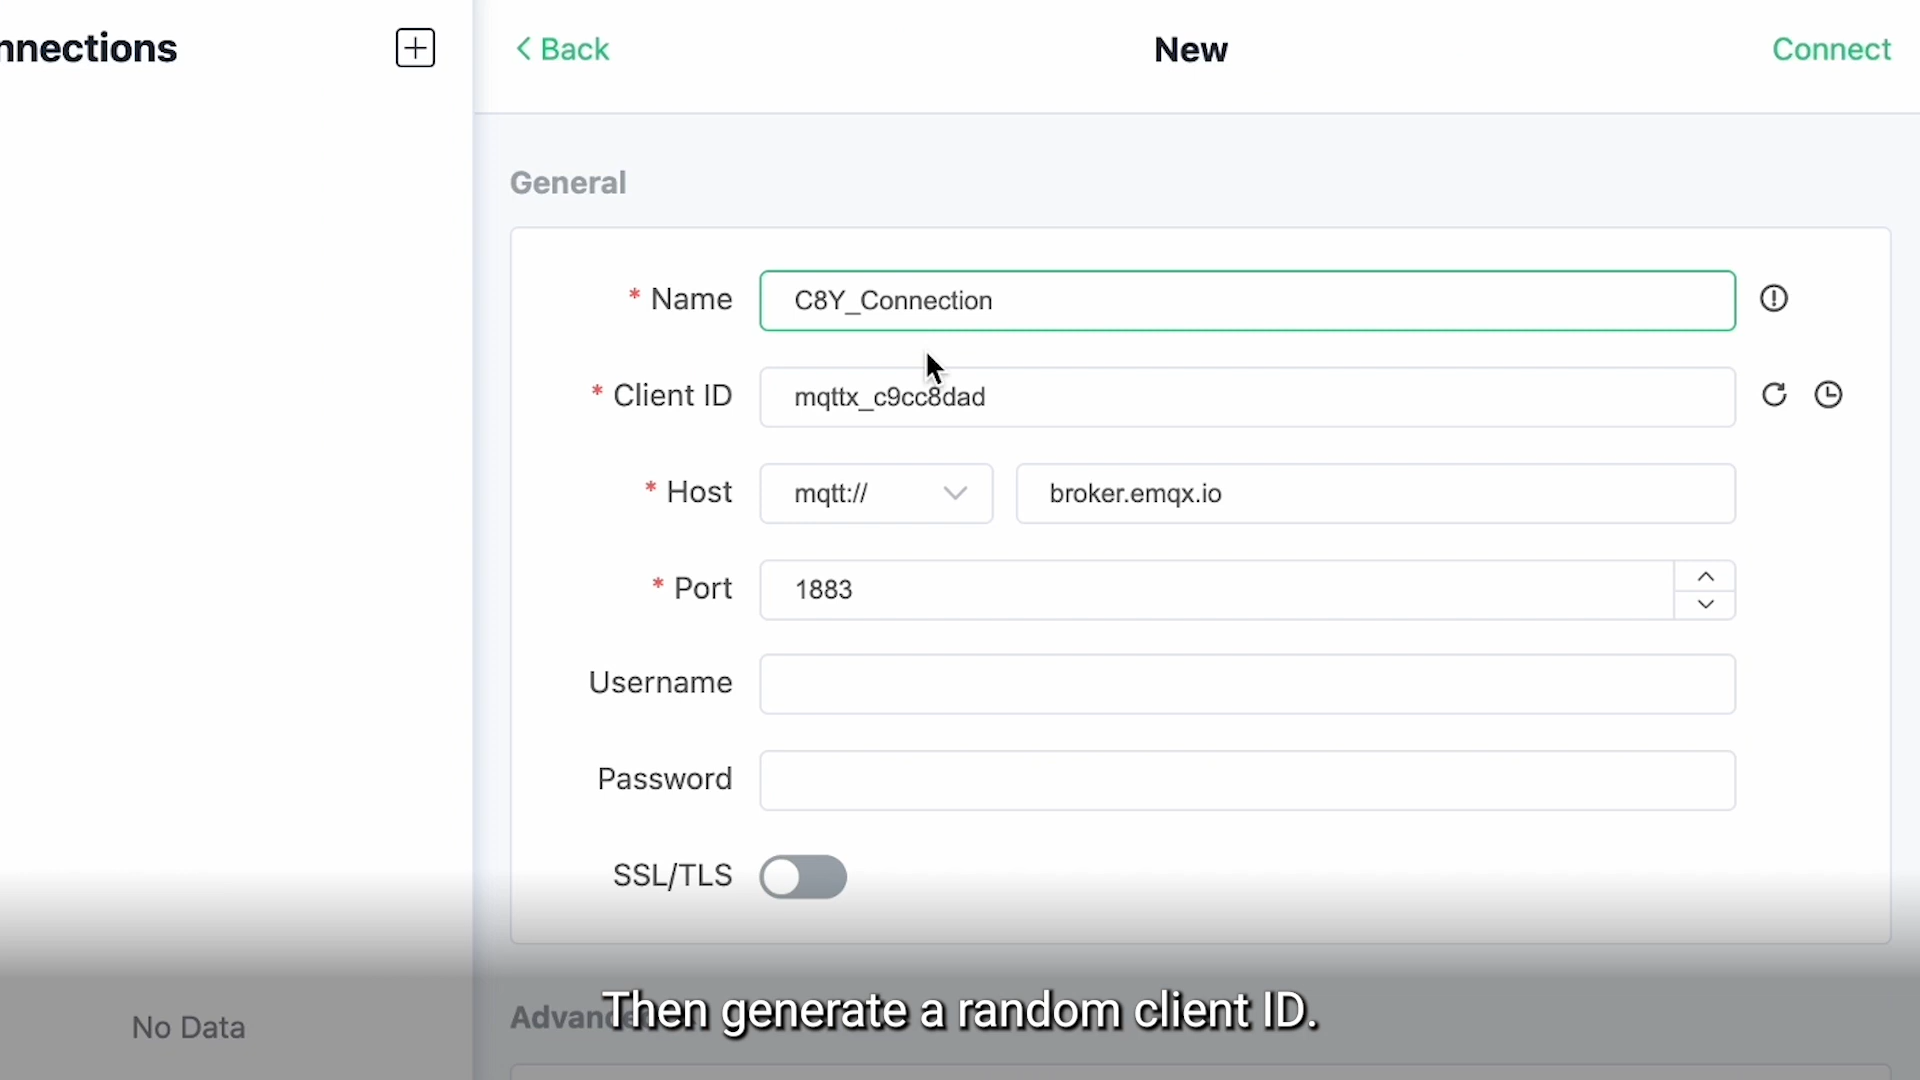 nnections
Back
New
Connect
General
* Name
C8Y_Connection
* Client ID
mqttx_c9cc8dad
* Host
mqtt://
broker.emqx.io
* Port
1883
Username
Password
SSL/TLS
No Data
Advan
Then generate a random client ID.